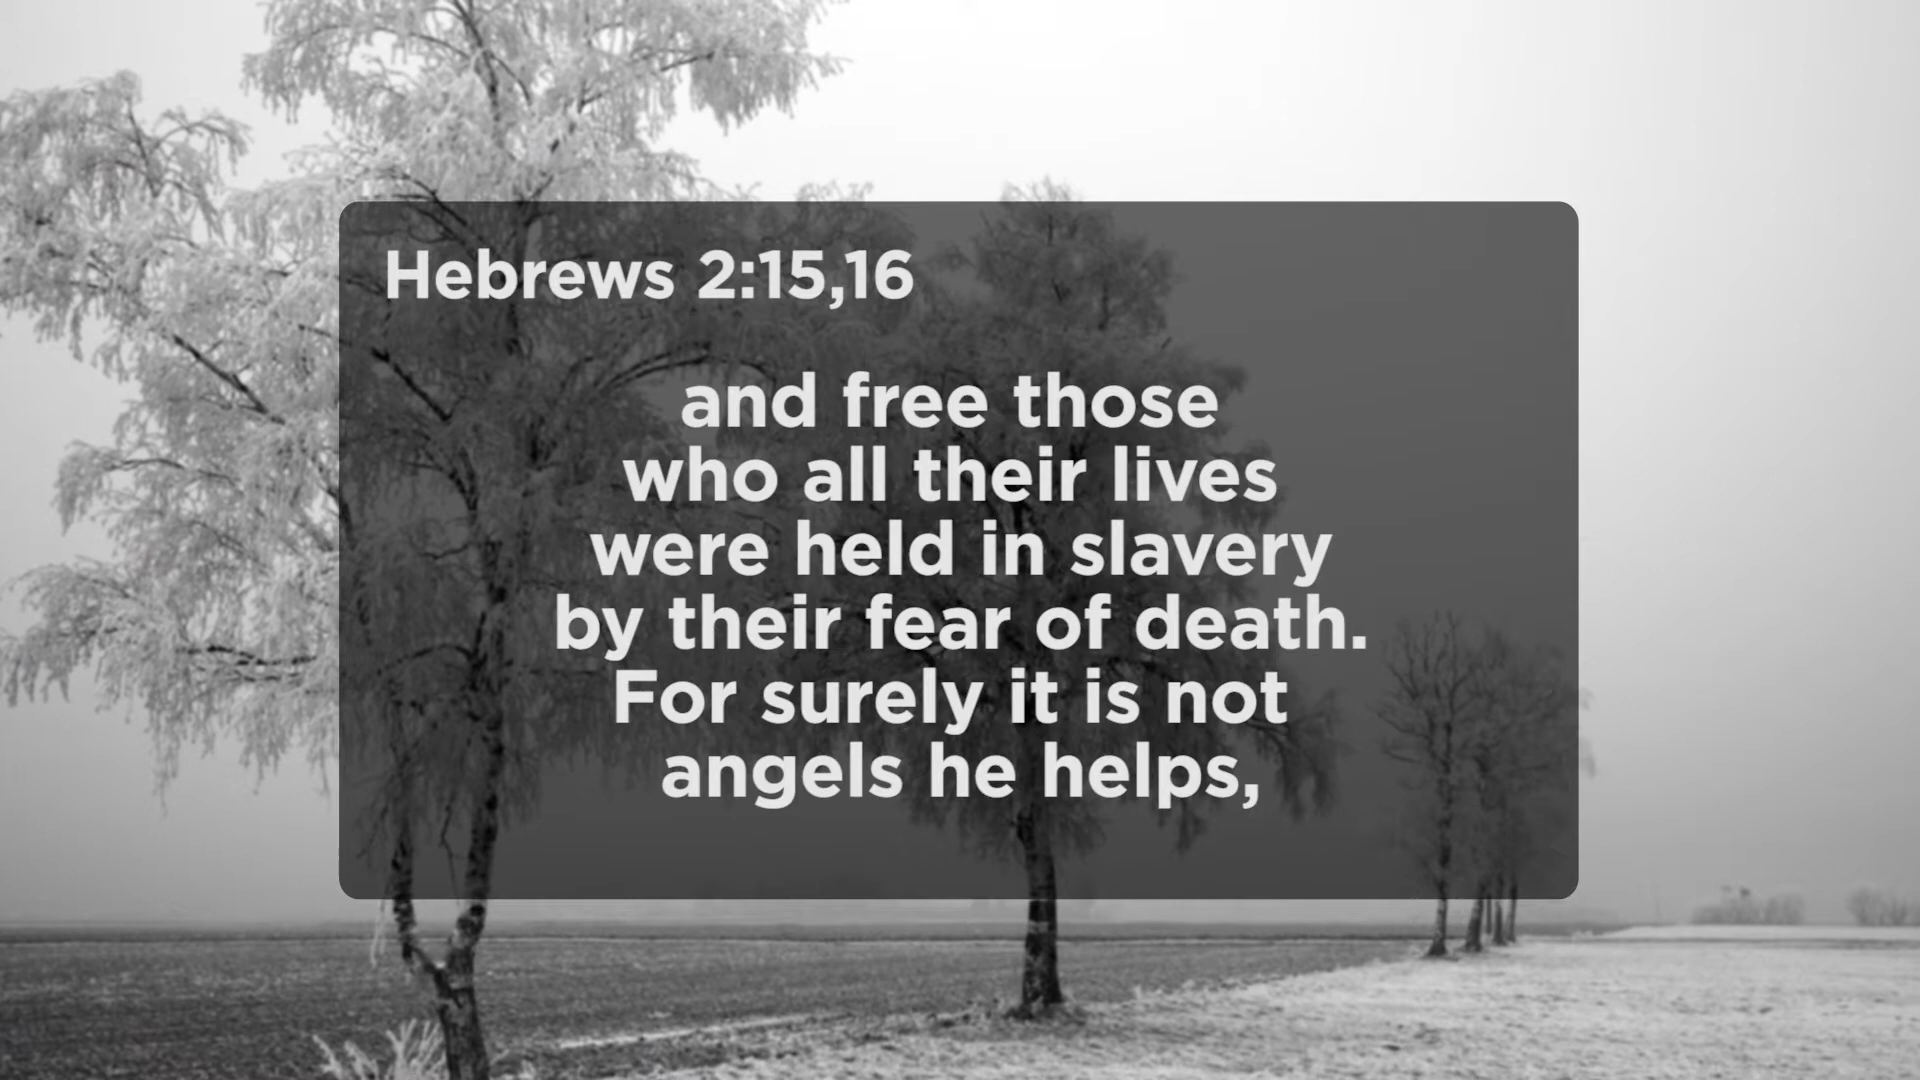 Hebrews 2:15,16
and free those
who all their lives
were held in slavery
by their fear of death.
For surely it is not
angels he helps,